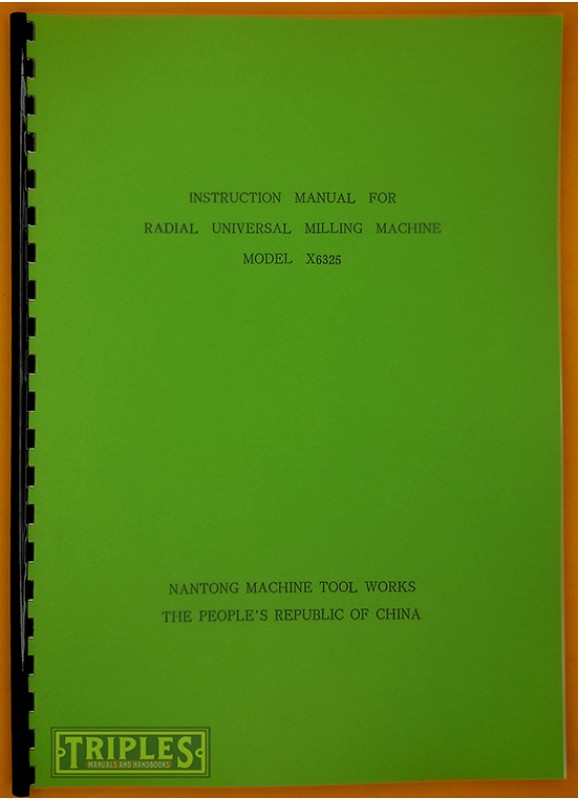 INSTRUCTION MANUAL FOR
RADIAL UNIVERSAL MILLING MACHINE
MODEL X6325
NANTONG MACHINE TOOL WORKS
THE PEOPLE'S REPUBLIC OF CHINA
TRIPLES
MANUALS AND HANDBOOKS